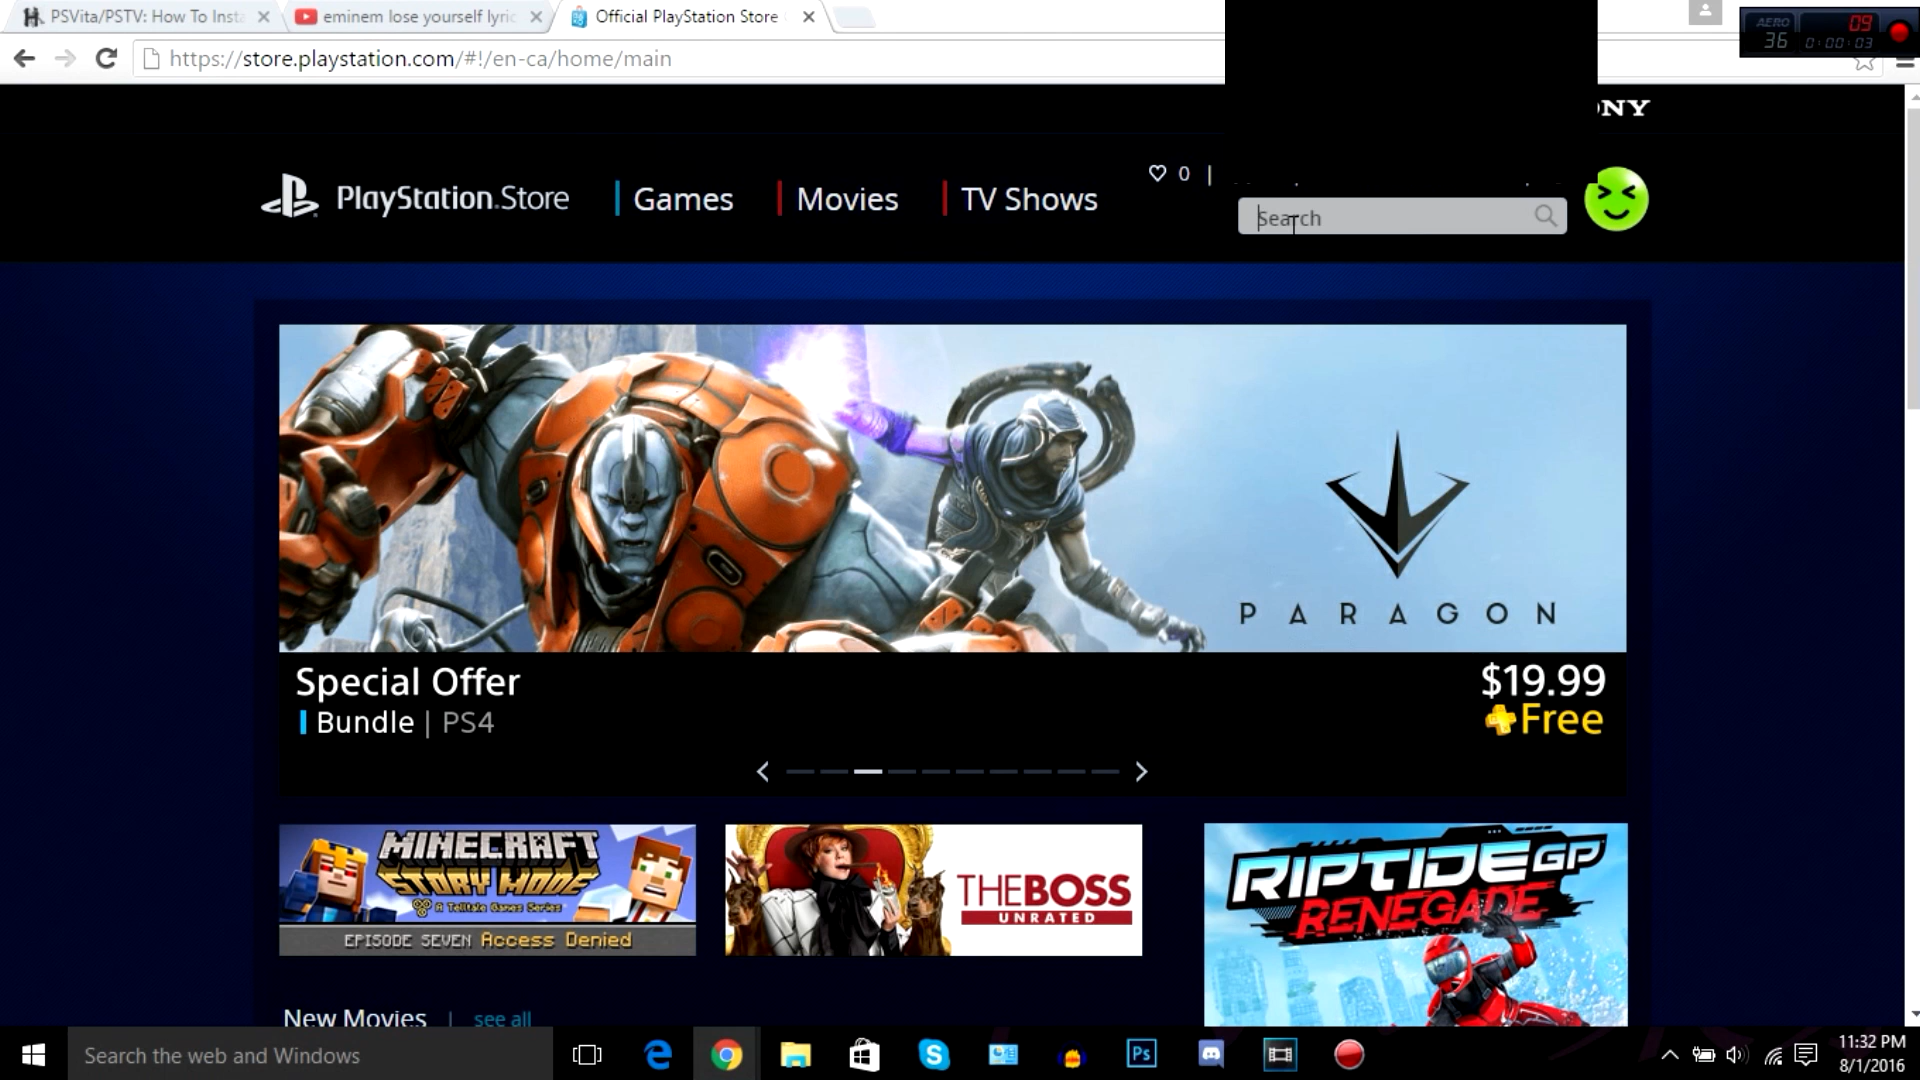 PSVita/PSTV: How To Insta
eminem lose yourself lyric
Official PlayStation Store
AERO
36
09
0:00:03
https://store.playstation.com/#!/en-ca/home/main
NY
PlayStation.Store
Games
Movies
TV Shows
0 |
Search
PARAGON
Special Offer
Bundle | PS4
$19.99
Free
MINECRAFT
STORY MODE
A Telltale Games Series
EPISODE SEVEN Access Denied
THE BOSS
UNRATED
RIPTIDE GP
RENEGADE
New Movies | see all
Search the web and Windows
Ps
11:32 PM
8/1/2016